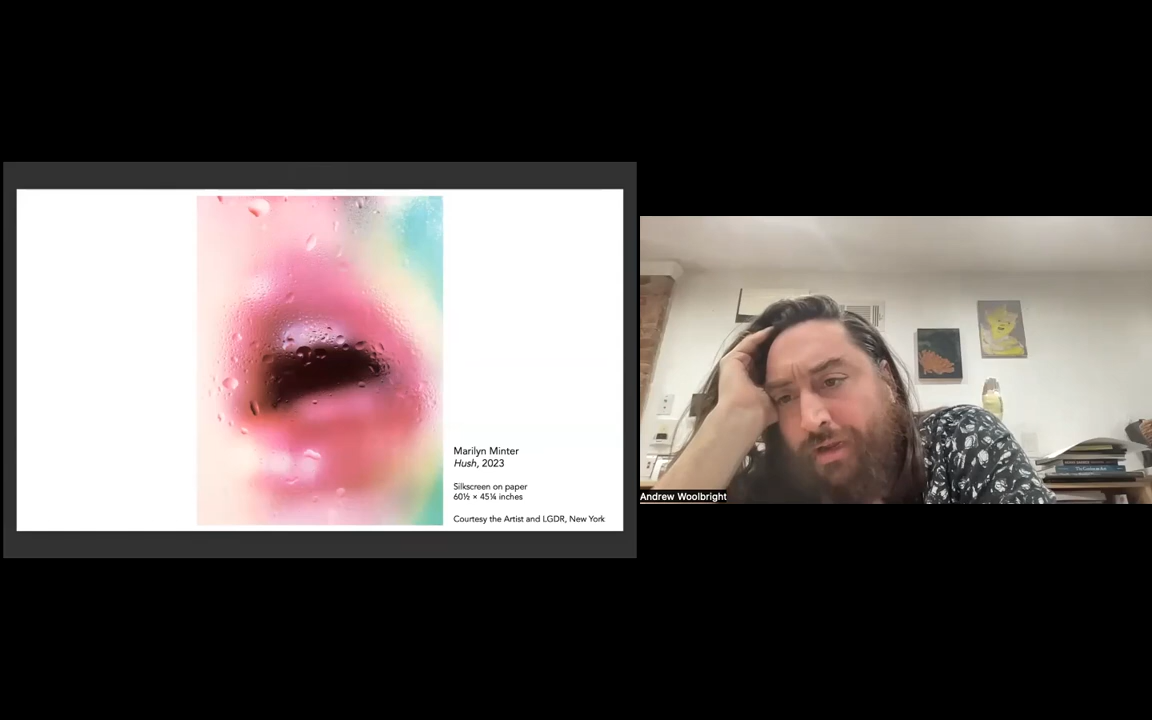 Marilyn Minter
Hush, 2023
Silkscreen on paper
60½ × 45¼ inches
Courtesy the Artist and LGDR, New York
Andrew Woolbright